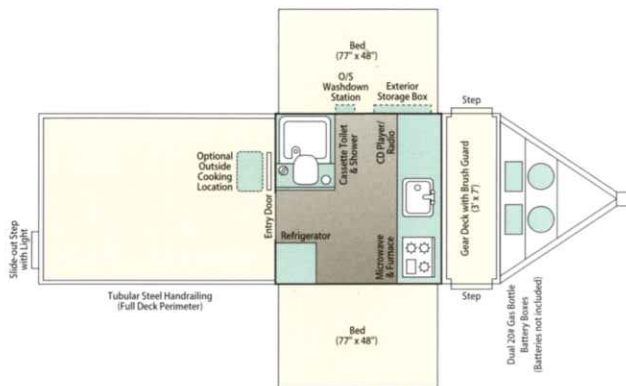 Bed
(77" x 48")
O/S
Washdown
Station
Exterior
Storage Box
Step
Optional
Outside
Cooking
Location
Entry Door
Cassette Toilet
& Shower
CD Player/
Radio
Gear Deck with Brush Guard
(3' x 7')
Slide-out Step
with Light
Refrigerator
Microwave
& Furnace
Tubular Steel Handrailing
(Full Deck Perimeter)
Bed
(77" x 48")
Step
Dual 20# Gas Bottle
Battery Boxes
(Batteries not included)